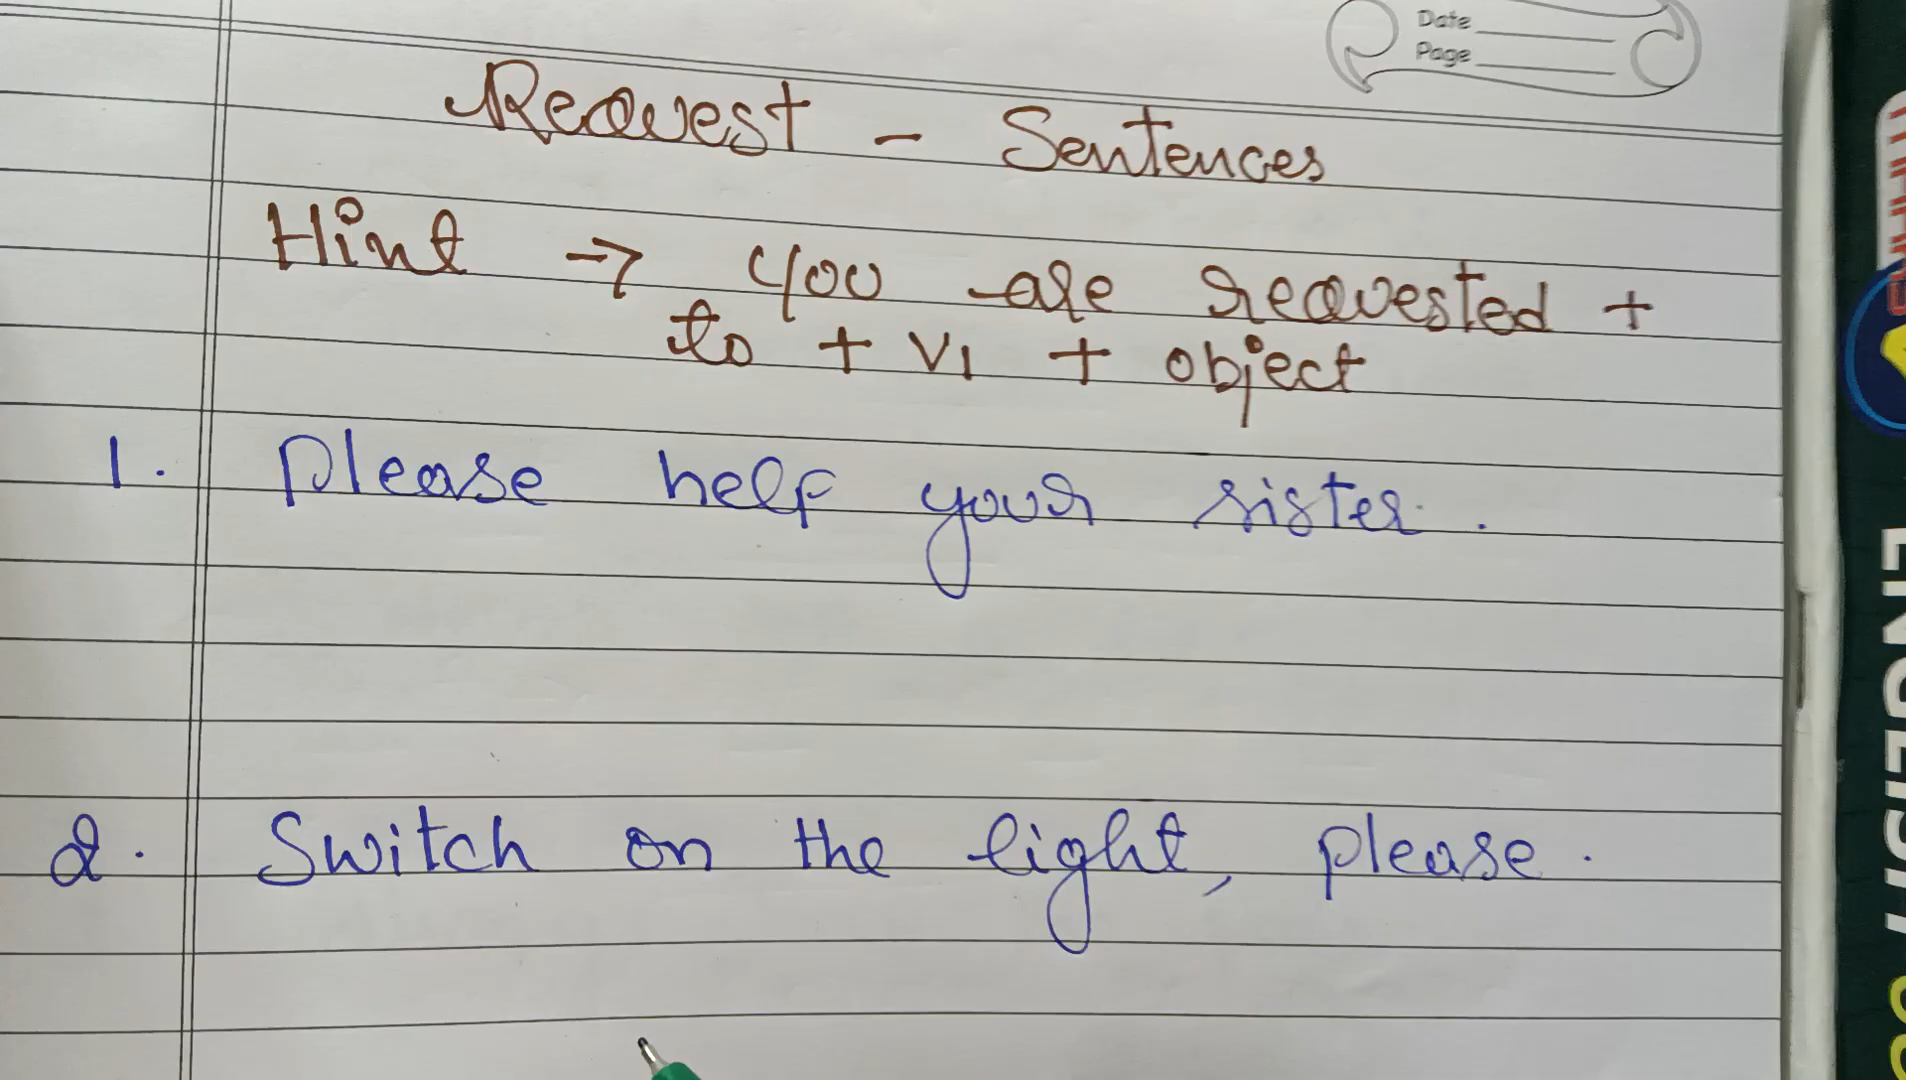 Date
Page
Request - Sentences
Hint → You are requested +
to + V1 + object
1. Please help your sister.
2. Switch on the light, please.